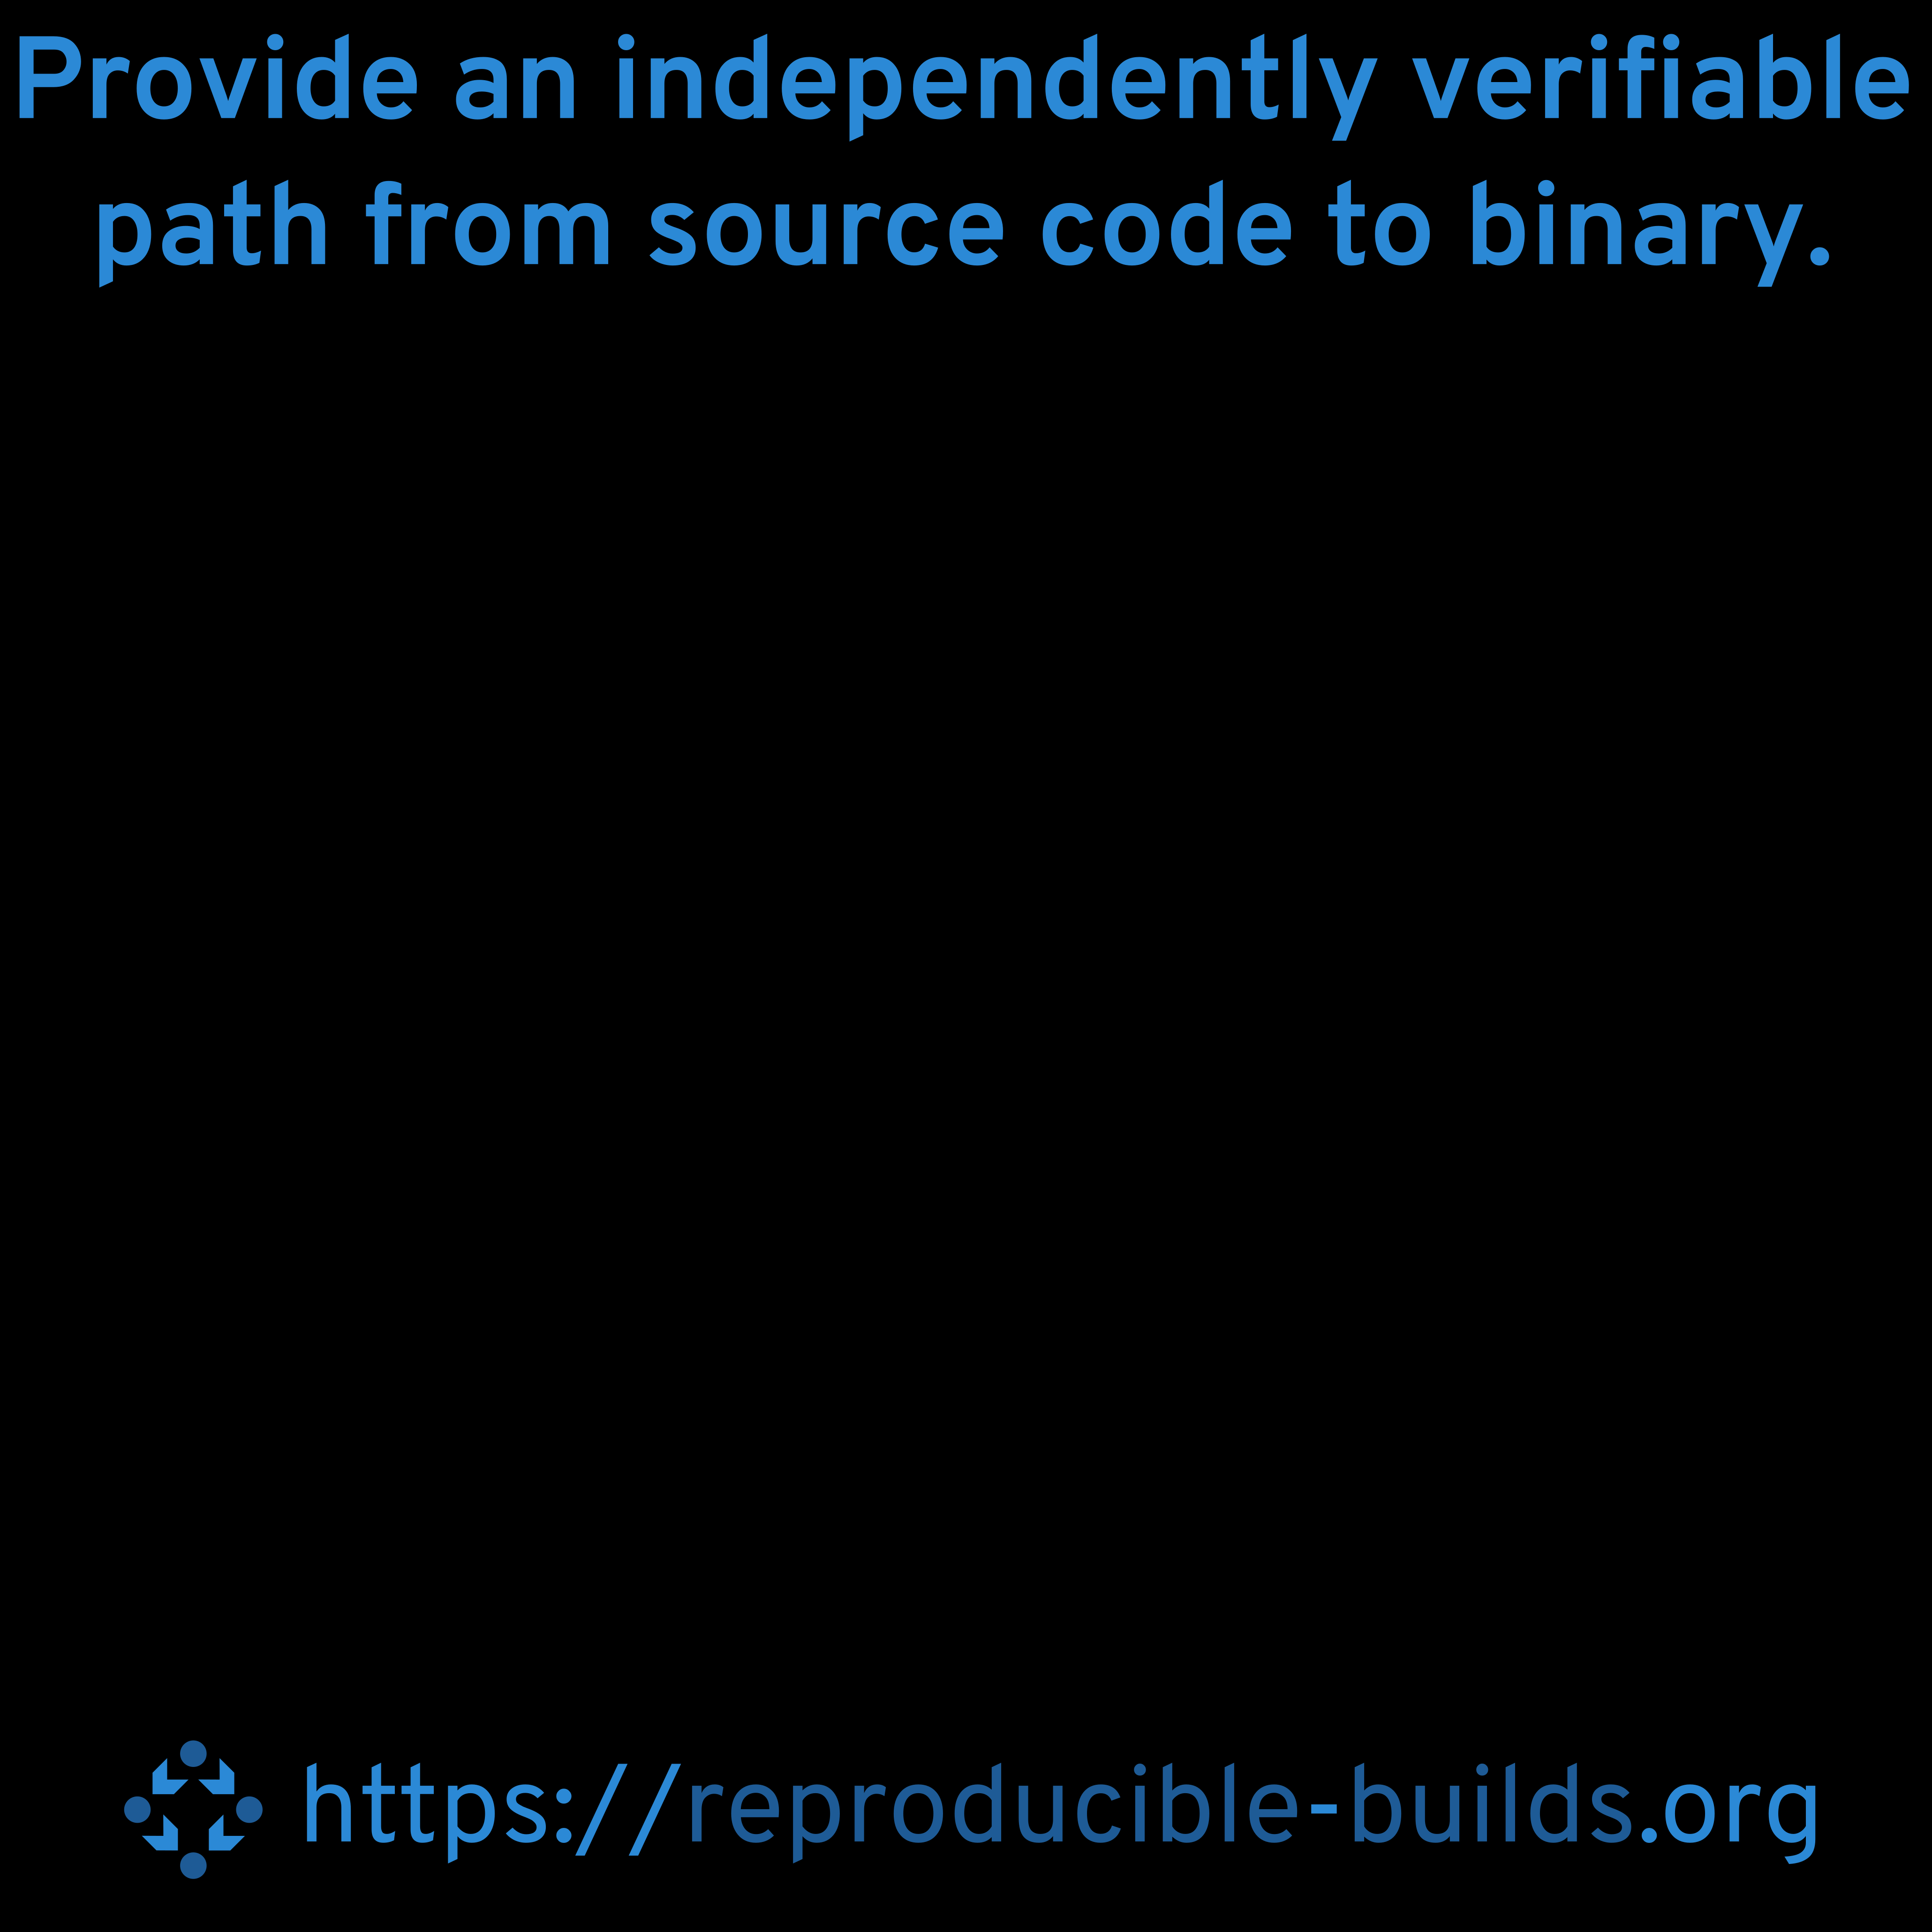 Provide an independently verifiable
path from source code to binary.
https://reproducible-builds.org